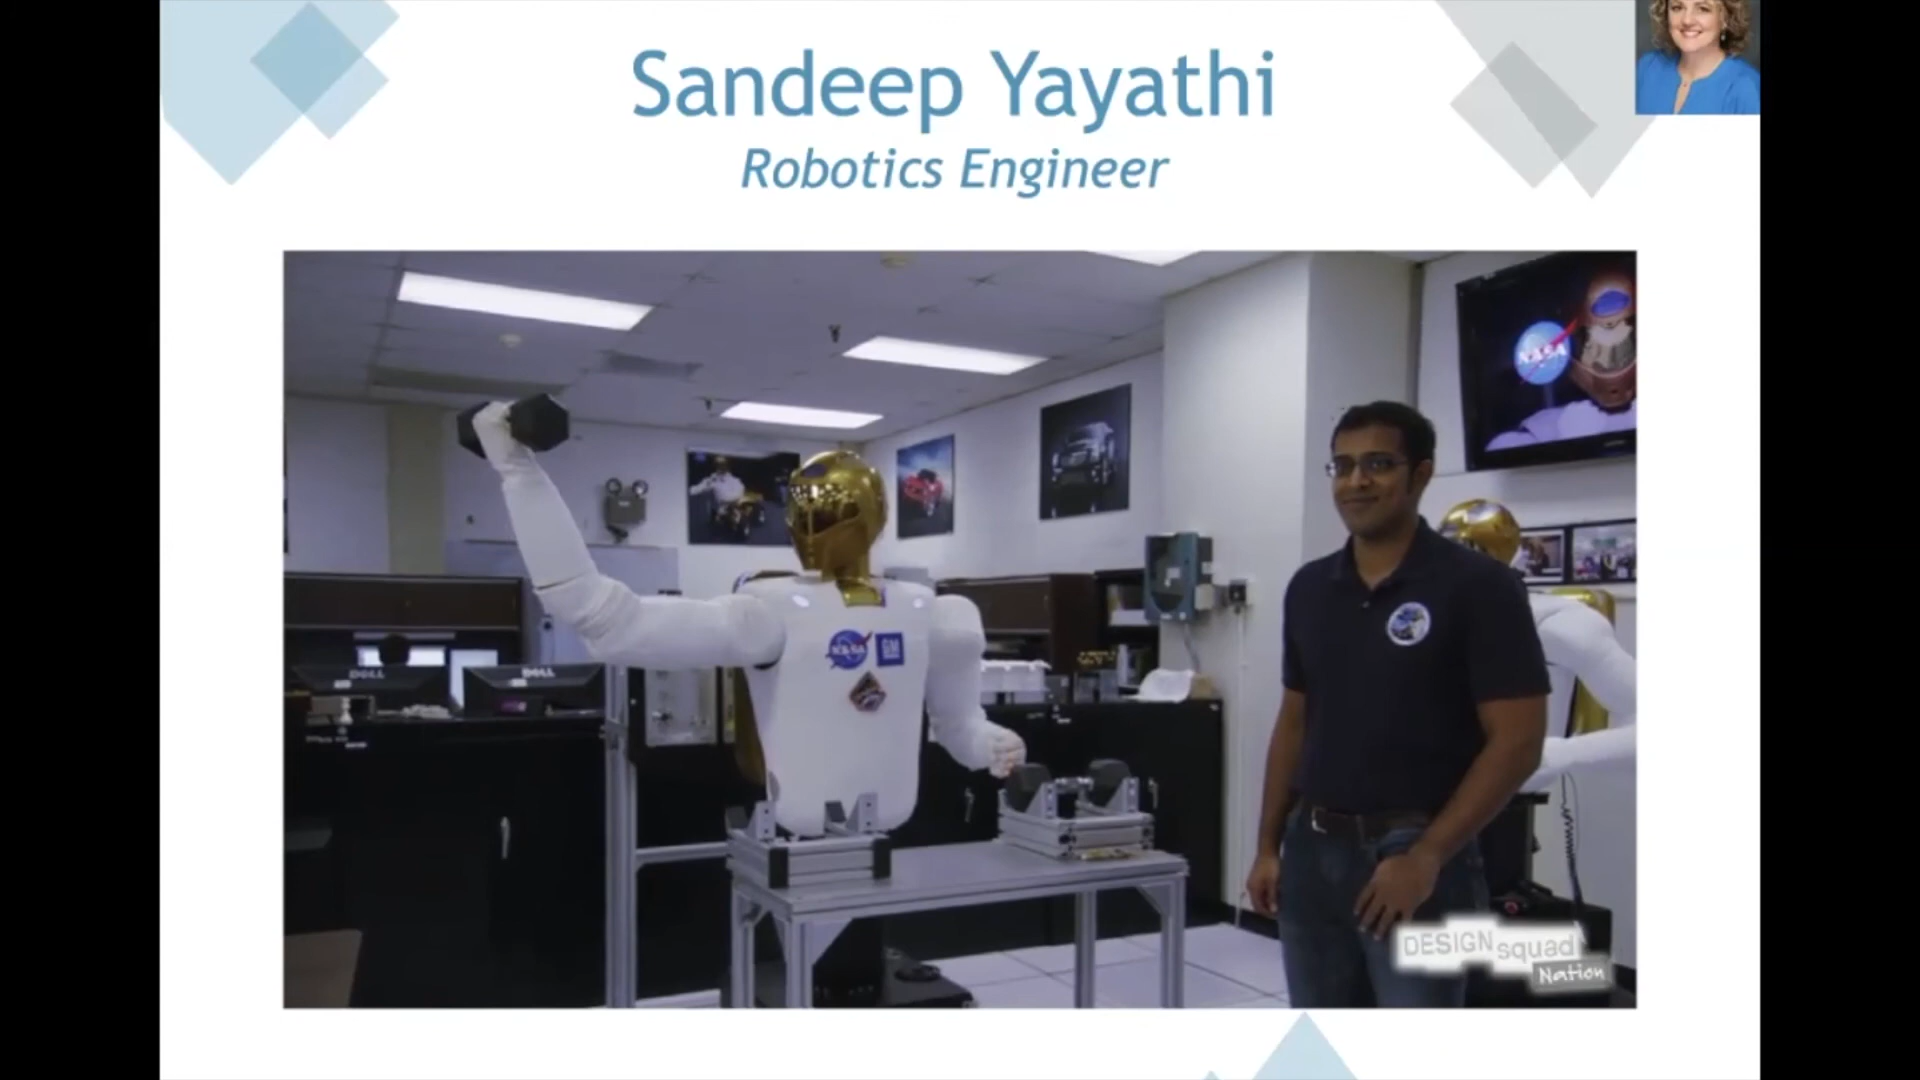 Sandeep Yayathi
Robotics Engineer
NASA
NASA
GM
DELL
DELL
DESIGN squad
Nation